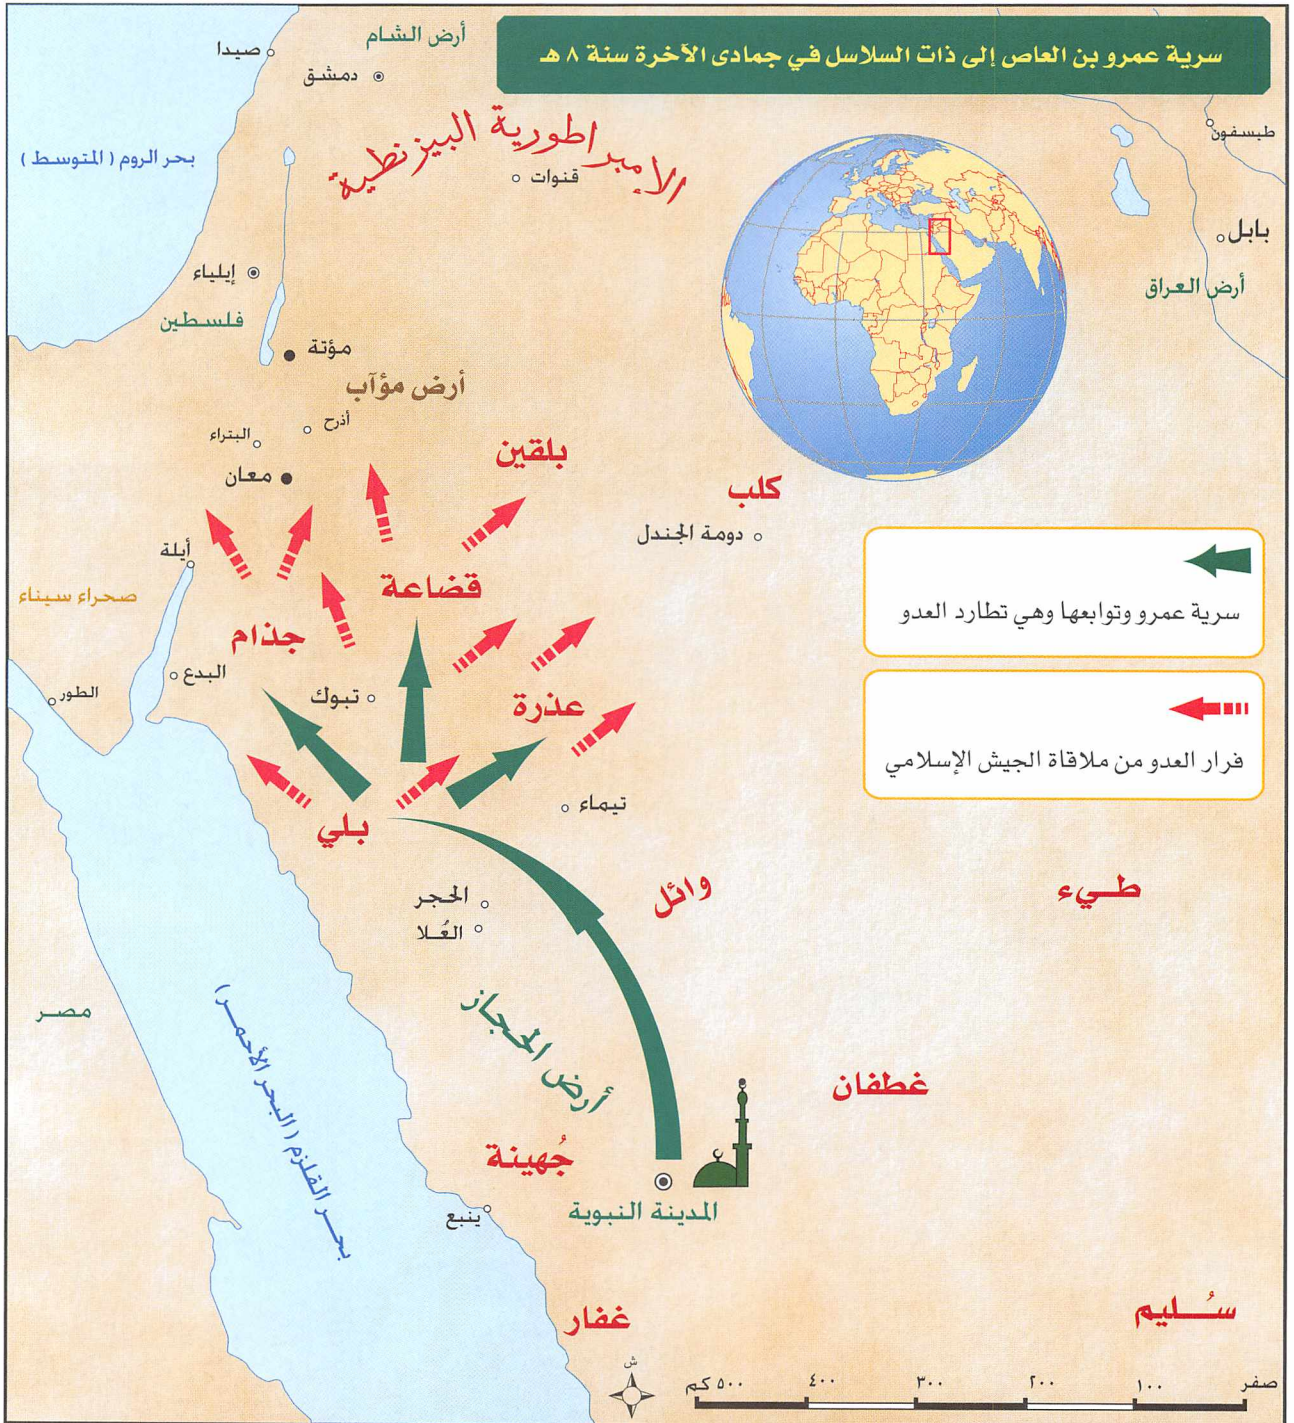 سرية عمرو بن العاص إلى ذات السلاسل في جمادى الآخرة سنة ٨ هـ
أرض الشام
صيدا
دمشق
طيسفون
الإمبراطورية البيزنطية
بحر الروم ( المتوسط )
قنوات
بابل
إيلياء
أرض العراق
فلسطين
مؤتة
أرض مؤآب
أذرح
البتراء
بلقين
معان
كلب
دومة الجندل
أيلة
قضاعة
صحراء سيناء
سرية عمرو وتوابعها وهي تطارد العدو
جذام
البدع
الطور
تبوك
عذرة
فرار العدو من ملاقاة الجيش الإسلامي
تيماء
بلي
وائل
طيء
الحجر
العُلا
أرض الحجاز
مصر
بحر القلزم ( البحر الأحمر )
غطفان
جُهينة
المدينة النبوية
ينبع
غفار
سُليم
ش
صفر ١٠٠ ٢٠٠ ٣٠٠ ٤٠٠ ٥٠٠ كم